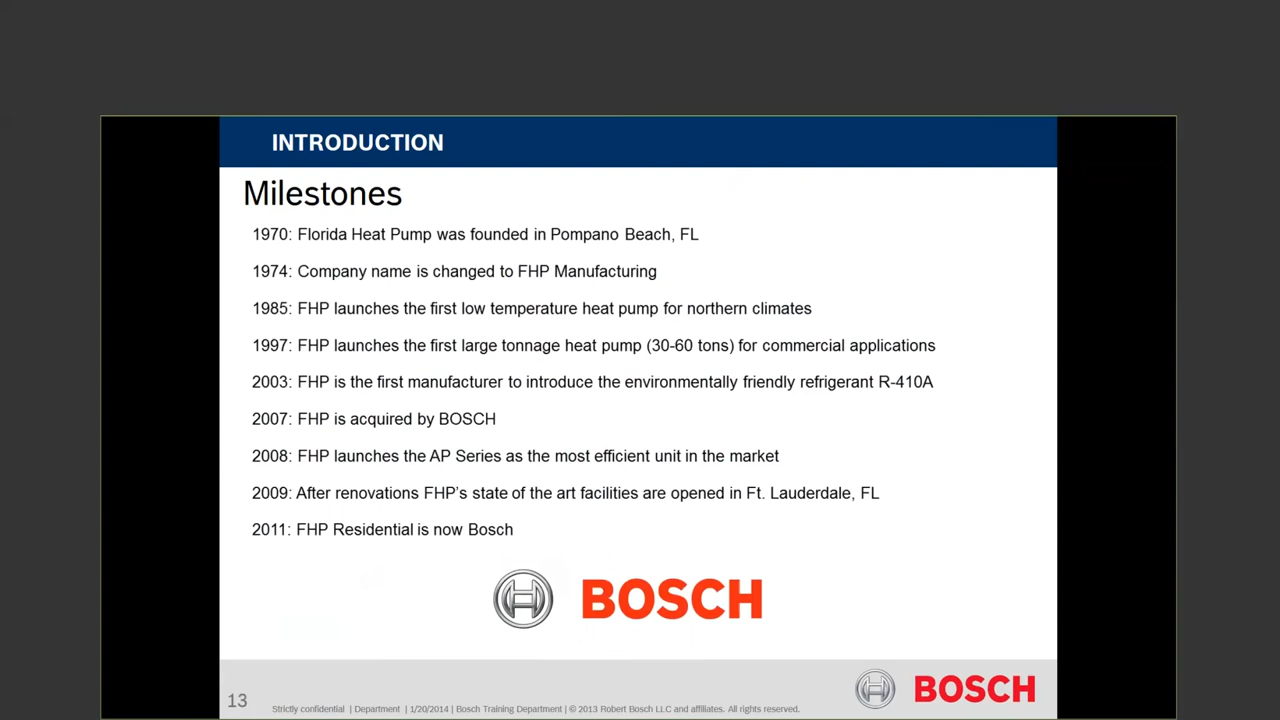 INTRODUCTION
Milestones
1970: Florida Heat Pump was founded in Pompano Beach, FL
1974: Company name is changed to FHP Manufacturing
1985: FHP launches the first low temperature heat pump for northern climates
1997: FHP launches the first large tonnage heat pump (30-60 tons) for commercial applications
2003: FHP is the first manufacturer to introduce the environmentally friendly refrigerant R-410A
2007: FHP is acquired by BOSCH
2008: FHP launches the AP Series as the most efficient unit in the market
2009: After renovations FHP's state of the art facilities are opened in Ft. Lauderdale, FL
2011: FHP Residential is now Bosch
BOSCH
BOSCH
13
Strictly confidential | Department | 1/20/2014 | Bosch Training Department | © 2013 Robert Bosch LLC and affiliates. All rights reserved.